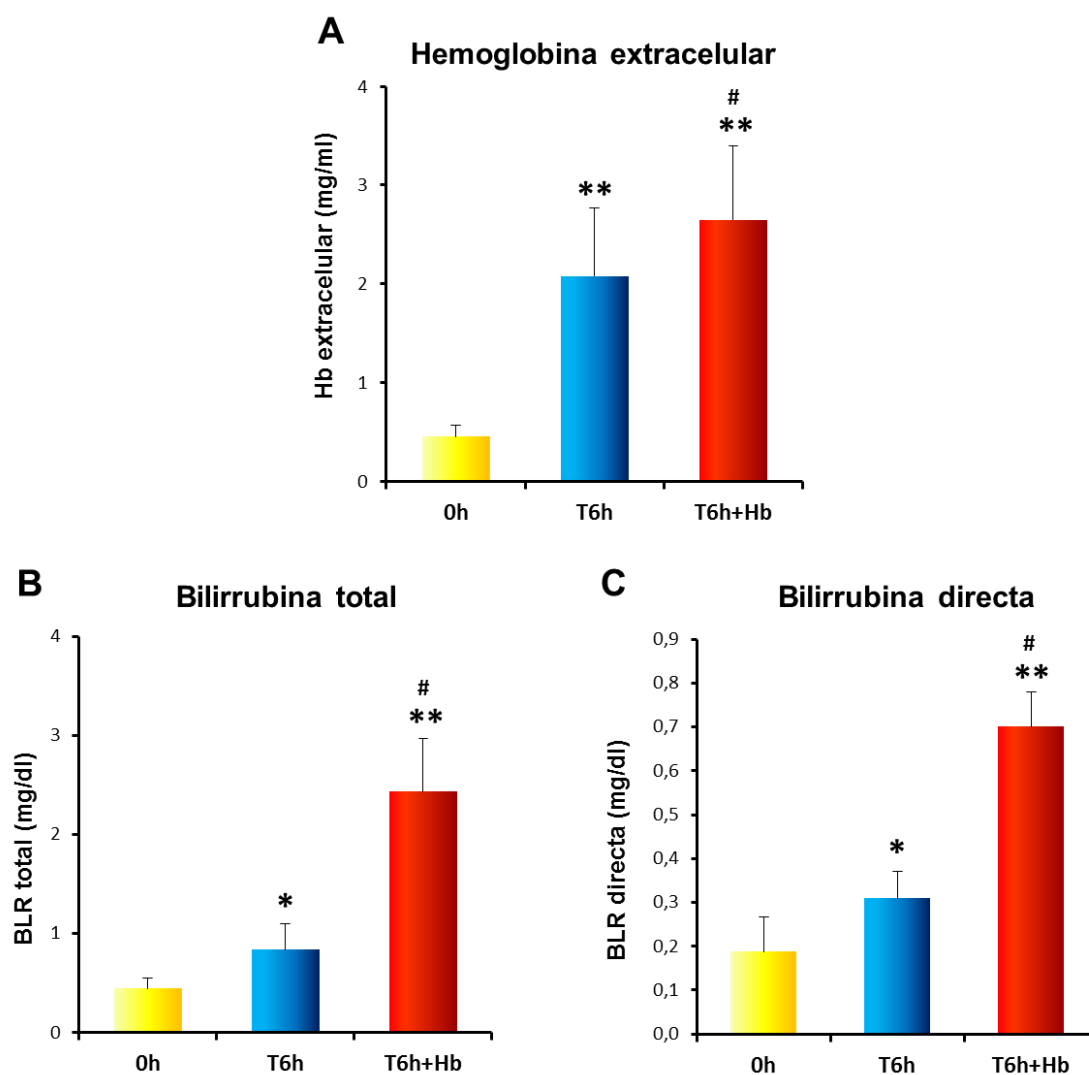 A
Hemoglobina extracelular
Hb extracelular (mg/ml)
4
3
2
1
0
**
#
**
0h
T6h
T6h+Hb
B
Bilirrubina total
BLR total (mg/dl)
4
3
2
1
0
*
#
**
0h
T6h
T6h+Hb
C
Bilirrubina directa
BLR directa (mg/dl)
0,9
0,8
0,7
0,6
0,5
0,4
0,3
0,2
0,1
0,0
*
#
**
0h
T6h
T6h+Hb